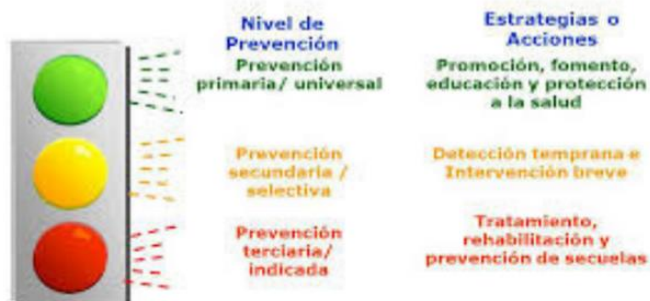 Nivel de
Prevención
Estrategias o
Acciones
Prevención
primaria/ universal
Promoción, fomento,
educación y protección
a la salud
Prevención
secundaria /
selectiva
Detección temprana e
Intervención breve
Prevención
terciaria/
indicada
Tratamiento,
rehabilitación y
prevención de secuelas